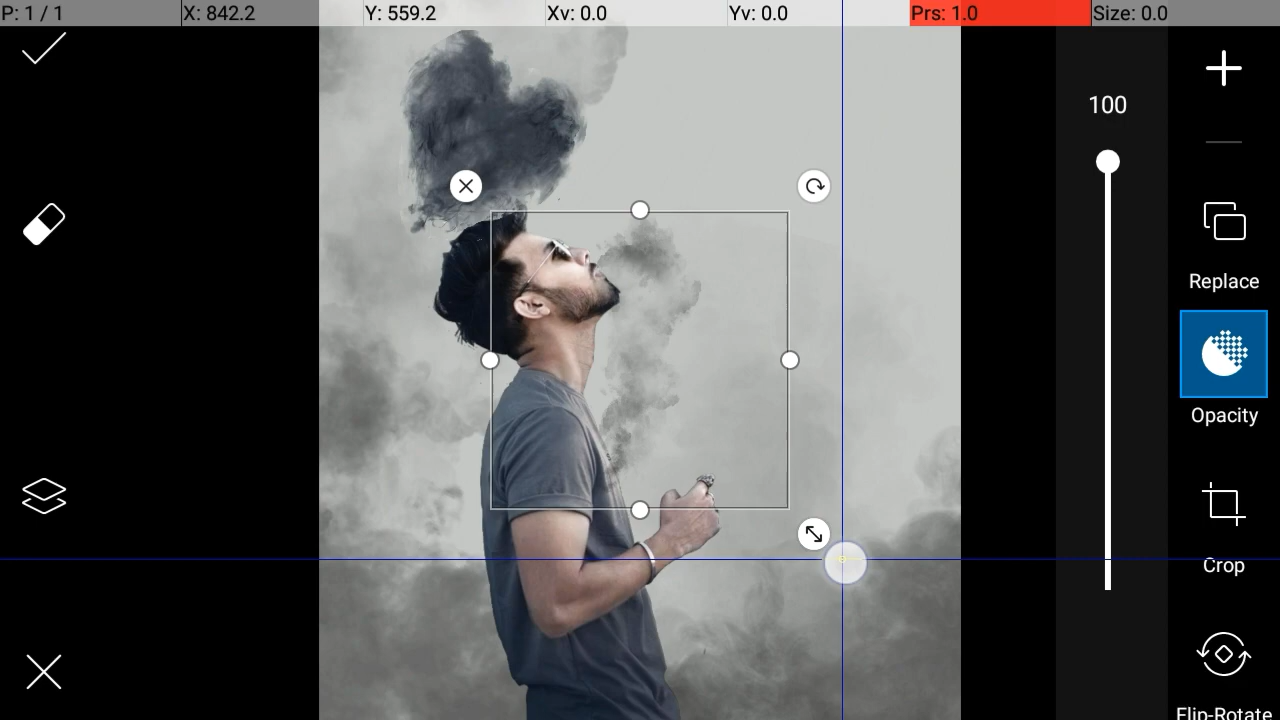 P: 1 / 1 X: 842.2 Y: 559.2 Xv: 0.0 Yv: 0.0 Prs: 1.0 Size: 0.0
100
Replace
Opacity
Crop
Flip-Rotate